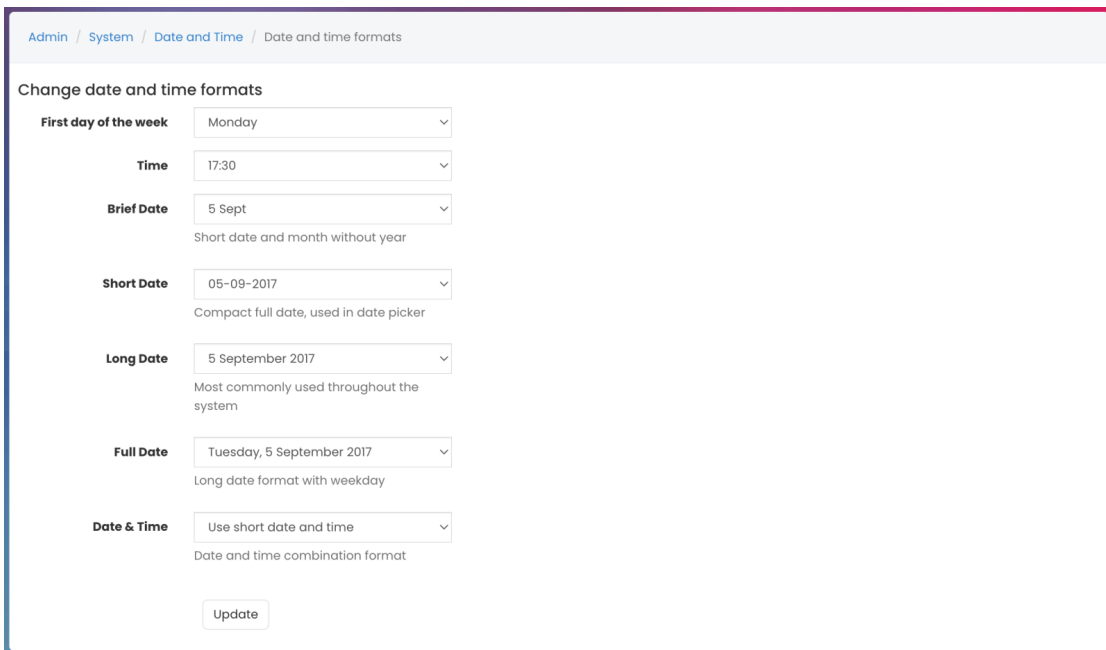 Admin / System / Date and Time / Date and time formats
Change date and time formats
First day of the week Monday
Time 17:30
Brief Date 5 Sept
Short date and month without year
Short Date 05-09-2017
Compact full date, used in date picker
Long Date 5 September 2017
Most commonly used throughout the
system
Full Date Tuesday, 5 September 2017
Long date format with weekday
Date & Time Use short date and time
Date and time combination format
Update